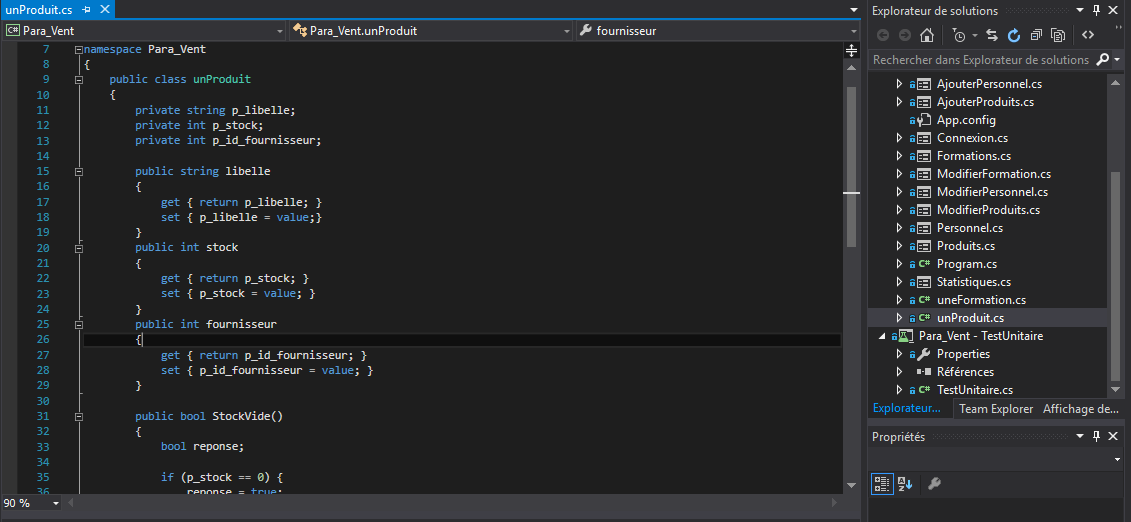 unProduit.cs
Para_Vent
Para_Vent.unProduit
fournisseur
7 namespace Para_Vent
8 {
9 public class unProduit
10 {
11 private string p_libelle;
12 private int p_stock;
13 private int p_id_fournisseur;
14
15 public string libelle
16 {
17 get { return p_libelle; }
18 set { p_libelle = value;}
19 }
20 public int stock
21 {
22 get { return p_stock; }
23 set { p_stock = value; }
24 }
25 public int fournisseur
26 {
27 get { return p_id_fournisseur; }
28 set { p_id_fournisseur = value; }
29 }
30
31 public bool StockVide()
32 {
33 bool reponse;
34
35 if (p_stock == 0) {
36 reponse = true;
90 %
Explorateur de solutions
Rechercher dans Explorateur de solutions
AjouterPersonnel.cs
AjouterProduits.cs
App.config
Connexion.cs
Formations.cs
ModifierFormation.cs
ModifierPersonnel.cs
ModifierProduits.cs
Personnel.cs
Produits.cs
C# Program.cs
Statistiques.cs
C# uneFormation.cs
C# unProduit.cs
Para_Vent - TestUnitaire
Properties
Références
C# TestUnitaire.cs
Explorateur...
Team Explorer
Affichage de...
Propriétés